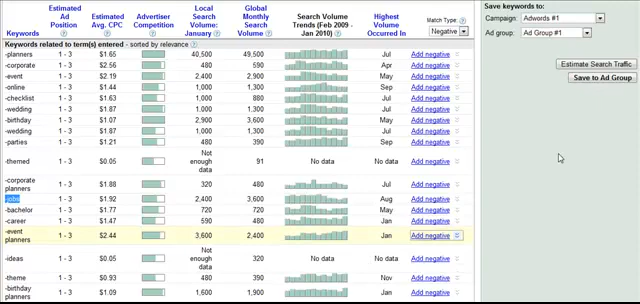 Keywords Estimated Ad Position ? Estimated Avg. CPC ? Advertiser Competition ? Local Search Volume: January ? Global Monthly Search Volume ? Search Volume Trends (Feb 2009 - Jan 2010) ? Highest Volume Occurred In Match Type: ? Negative
Keywords related to term(s) entered - sorted by relevance ?
-planners 1 - 3 $1.65 40,500 49,500 Jul Add negative
-corporate 1 - 3 $2.56 480 590 Apr Add negative
-event 1 - 3 $2.19 2,400 2,900 May Add negative
-online 1 - 3 $1.44 1,000 1,300 Sep Add negative
-checklist 1 - 3 $1.63 1,000 880 Jul Add negative
-wedding 1 - 3 $1.87 1,000 1,300 Jul Add negative
-birthday 1 - 3 $1.07 2,900 3,600 May Add negative
-wedding 1 - 3 $1.87 1,000 1,300 Jul Add negative
-parties 1 - 3 $1.21 480 390 Sep Add negative
-themed 1 - 3 $0.05 Not enough data 91 No data No data Add negative
-corporate planners 1 - 3 $1.88 320 480 Jul Add negative
-jobs 1 - 3 $1.92 2,400 3,600 Aug Add negative
-bachelor 1 - 3 $1.77 720 720 May Add negative
-career 1 - 3 $1.47 590 480 Jan Add negative
-event planners 1 - 3 $2.44 3,600 2,400 Jan Add negative
-ideas 1 - 3 $0.05 Not enough data 320 No data No data Add negative
-theme 1 - 3 $0.93 480 390 Nov Add negative
-birthday planners 1 - 3 $1.09 1,600 1,900 Jan Add negative
Save keywords to:
Campaign: Adwords #1
Ad group: Ad Group #1
Estimate Search Traffic
Save to Ad Group